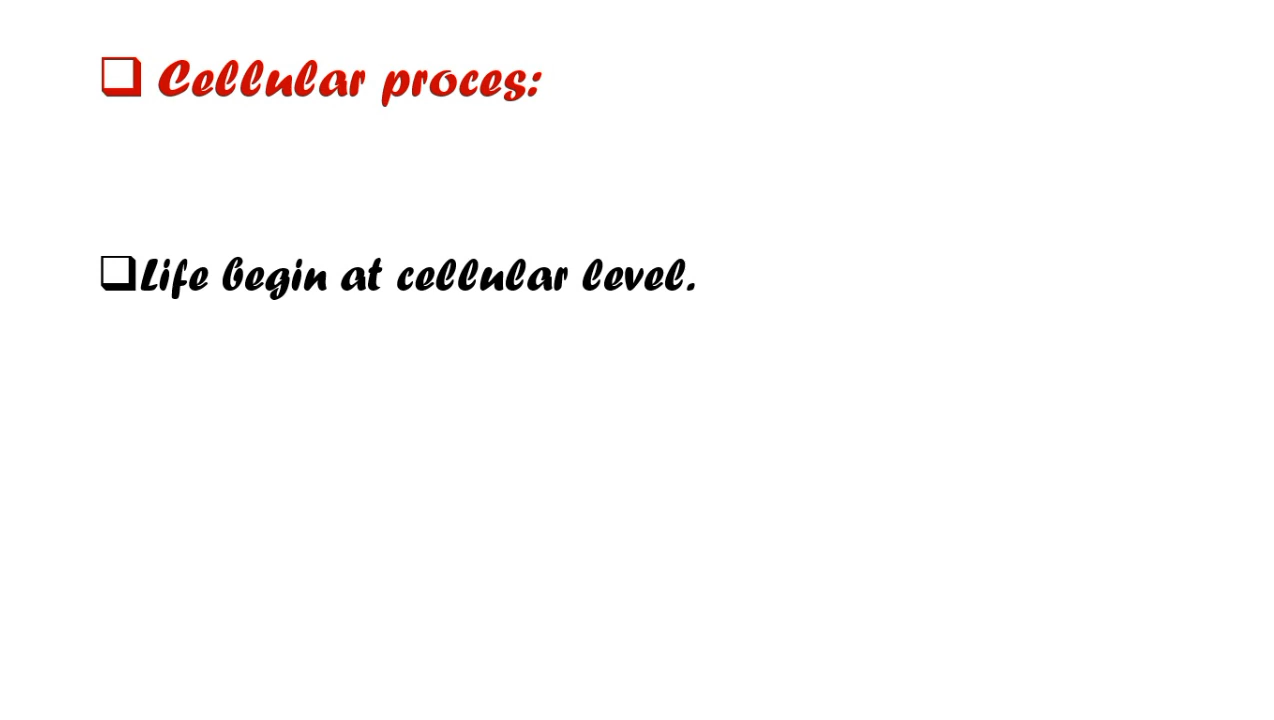 ❑ Cellular proces:
❑Life begin at cellular level.